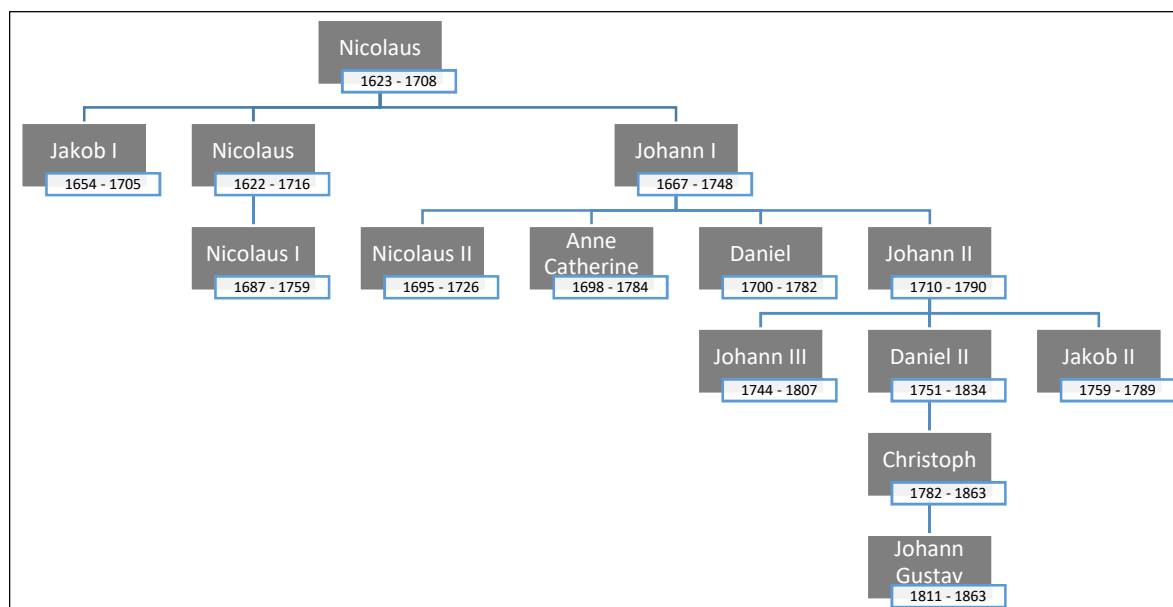 Nicolaus
1623 - 1708
Jakob I
1654 - 1705
Nicolaus
1622 - 1716
Johann I
1667 - 1748
Nicolaus I
1687 - 1759
Nicolaus II
1695 - 1726
Anne
Catherine
1698 - 1784
Daniel
1700 - 1782
Johann II
1710 - 1790
Johann III
1744 - 1807
Daniel II
1751 - 1834
Jakob II
1759 - 1789
Christoph
1782 - 1863
Johann
Gustav
1811 - 1863